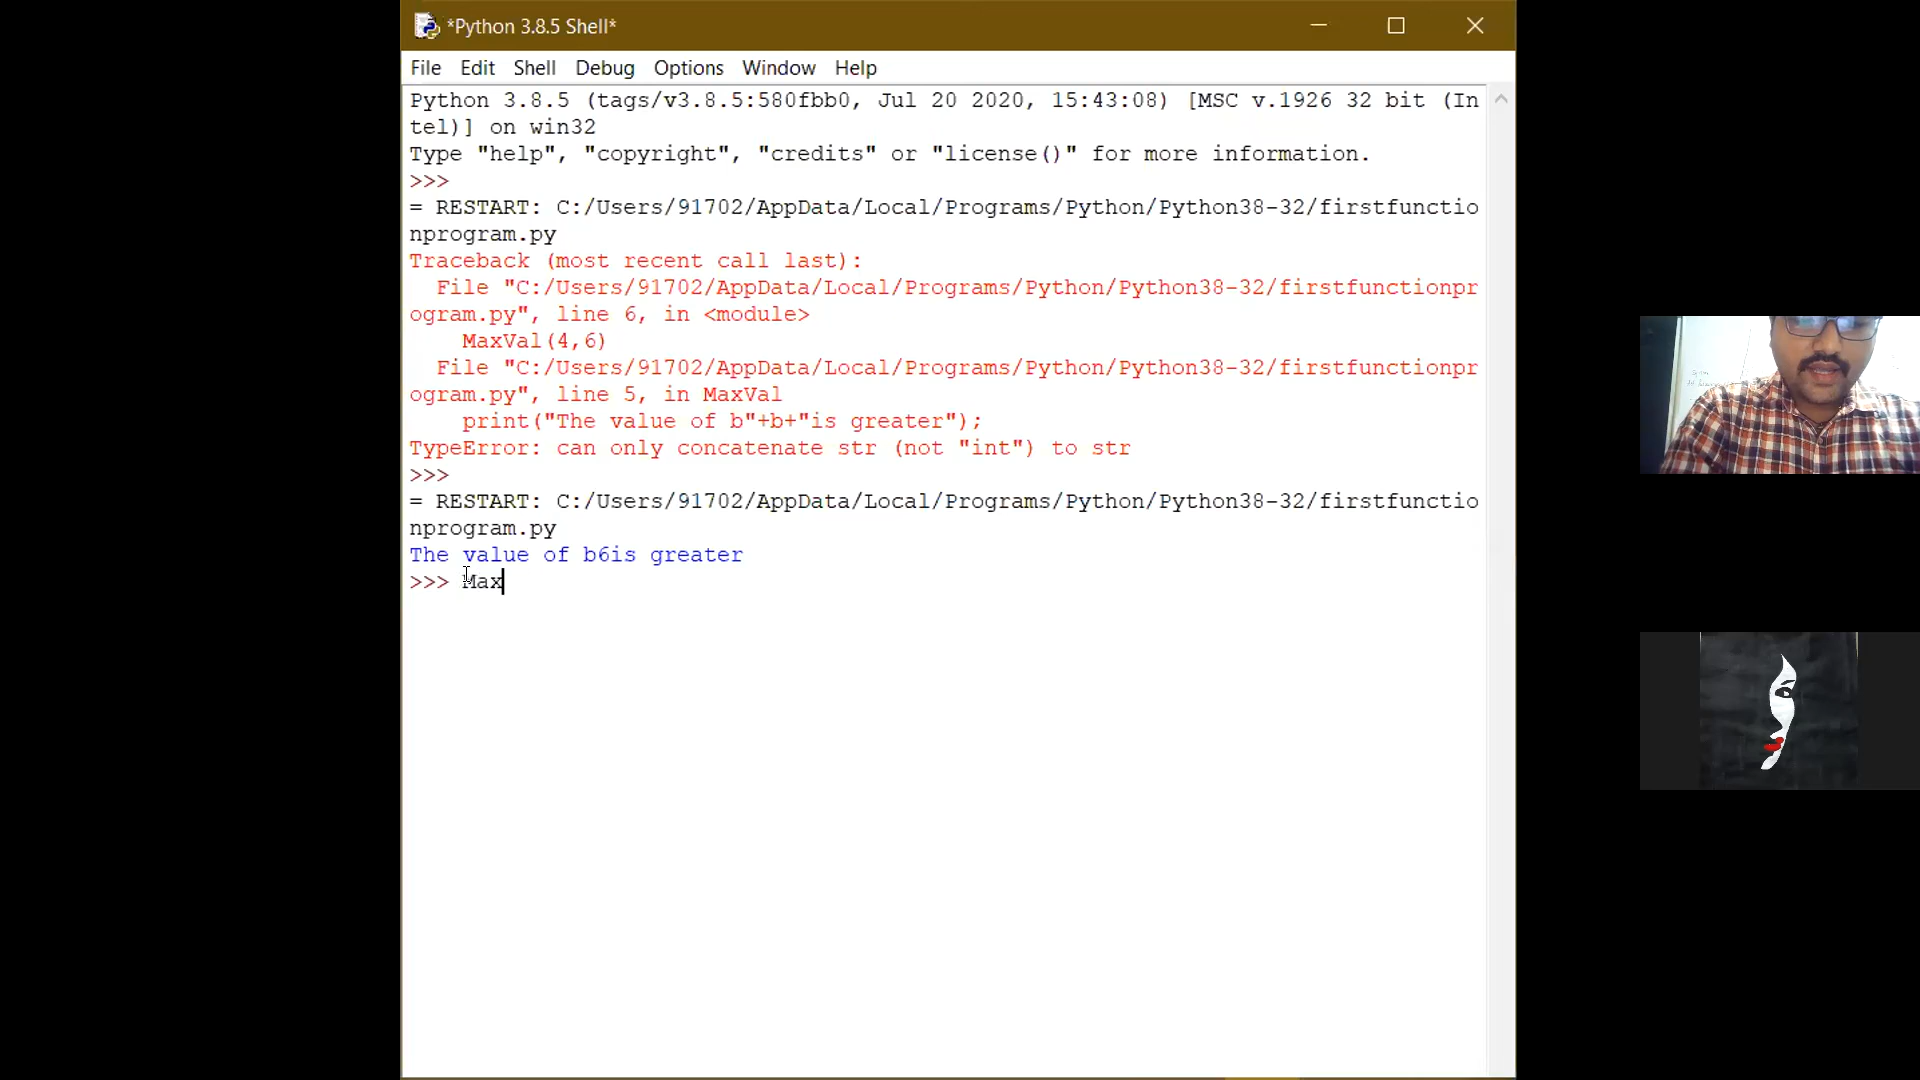 *Python 3.8.5 Shell*
File Edit Shell Debug Options Window Help
Python 3.8.5 (tags/v3.8.5:580fbb0, Jul 20 2020, 15:43:08) [MSC v.1926 32 bit (In
tel)] on win32
Type "help", "copyright", "credits" or "license()" for more information.
>>>
= RESTART: C:/Users/91702/AppData/Local/Programs/Python/Python38-32/firstfunctio
nprogram.py
Traceback (most recent call last):
  File "C:/Users/91702/AppData/Local/Programs/Python/Python38-32/firstfunctionpr
ogram.py", line 6, in <module>
    MaxVal(4,6)
  File "C:/Users/91702/AppData/Local/Programs/Python/Python38-32/firstfunctionpr
ogram.py", line 5, in MaxVal
    print("The value of b"+b+"is greater");
TypeError: can only concatenate str (not "int") to str
>>>
= RESTART: C:/Users/91702/AppData/Local/Programs/Python/Python38-32/firstfunctio
nprogram.py
The value of b6is greater
>>> Max